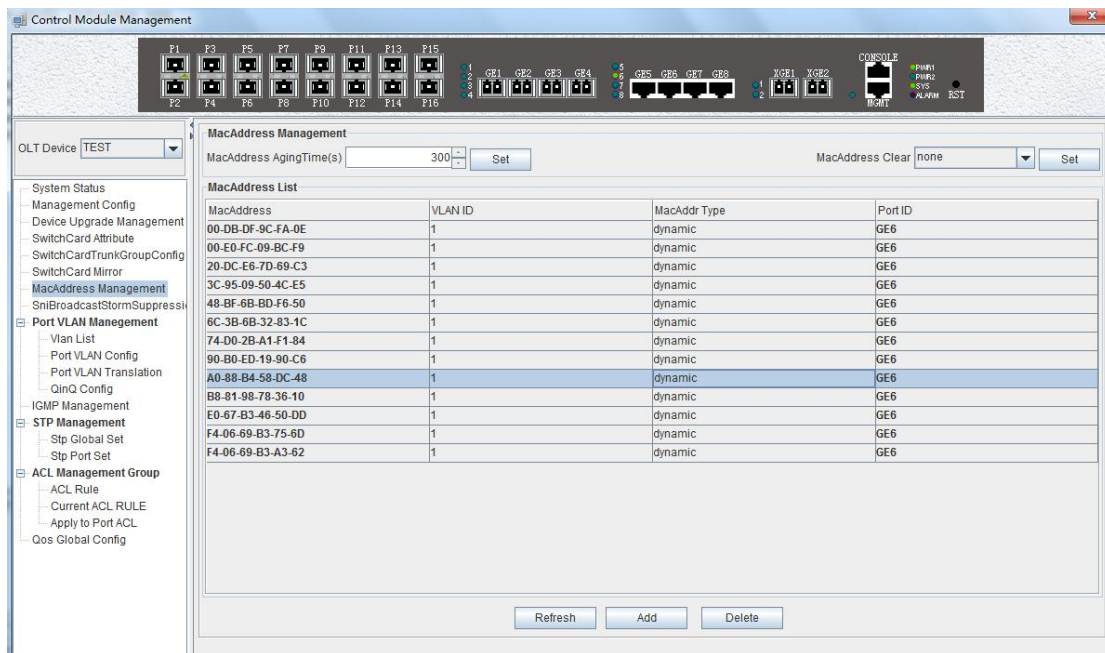 Control Module Management
P1 P3 P5 P7 P9 P11 P13 P15
P2 P4 P6 P8 P10 P12 P14 P16
1
2
3
4
GE1 GE2 GE3 GE4
5
6
7
8
GE5 GE6 GE7 GE8
1
2
XGE1 XGE2
CONSOLE
MGMT
PWR1
PWR2
SYS
ALARM
RST
OLT Device TEST
System Status
Management Config
Device Upgrade Management
SwitchCard Attribute
SwitchCardTrunkGroupConfig
SwitchCard Mirror
MacAddress Management
SniBroadcastStormSuppressi
Port VLAN Management
Vlan List
Port VLAN Config
Port VLAN Translation
QinQ Config
IGMP Management
STP Management
Stp Global Set
Stp Port Set
ACL Management Group
ACL Rule
Current ACL RULE
Apply to Port ACL
Qos Global Config
MacAddress Management
MacAddress AgingTime(s) 300 Set MacAddress Clear none Set
MacAddress List
MacAddress VLAN ID MacAddr Type Port ID
00-DB-DF-9C-FA-0E 1 dynamic GE6
00-E0-FC-09-BC-F9 1 dynamic GE6
20-DC-E6-7D-69-C3 1 dynamic GE6
3C-95-09-50-4C-E5 1 dynamic GE6
48-BF-6B-BD-F6-50 1 dynamic GE6
6C-3B-6B-32-83-1C 1 dynamic GE6
74-D0-2B-A1-F1-84 1 dynamic GE6
90-B0-ED-19-90-C6 1 dynamic GE6
A0-88-B4-58-DC-48 1 dynamic GE6
B8-81-98-78-36-10 1 dynamic GE6
E0-67-B3-46-50-DD 1 dynamic GE6
F4-06-69-B3-75-6D 1 dynamic GE6
F4-06-69-B3-A3-62 1 dynamic GE6
Refresh Add Delete